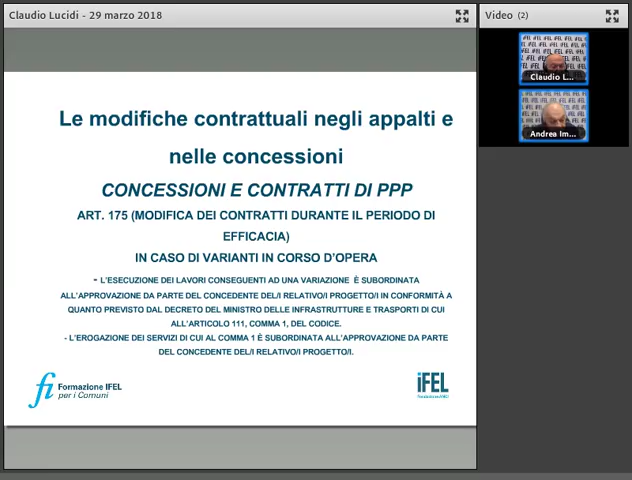 Claudio Lucidi - 29 marzo 2018
Video (2)
Claudio L...
Andrea Im...
Le modifiche contrattuali negli appalti e
nelle concessioni
CONCESSIONI E CONTRATTI DI PPP
ART. 175 (MODIFICA DEI CONTRATTI DURANTE IL PERIODO DI
EFFICACIA)
IN CASO DI VARIANTI IN CORSO D'OPERA
- L'ESECUZIONE DEI LAVORI CONSEGUENTI AD UNA VARIAZIONE È SUBORDINATA
ALL'APPROVAZIONE DA PARTE DEL CONCEDENTE DEL/I RELATIVO/I PROGETTO/I IN CONFORMITÀ A
QUANTO PREVISTO DAL DECRETO DEL MINISTRO DELLE INFRASTRUTTURE E TRASPORTI DI CUI
ALL'ARTICOLO 111, COMMA 1, DEL CODICE.
- L'EROGAZIONE DEI SERVIZI DI CUI AL COMMA 1 È SUBORDINATA ALL'APPROVAZIONE DA PARTE
DEL CONCEDENTE DEL/I RELATIVO/I PROGETTO/I.
fi Formazione IFEL
per i Comuni
iFEL